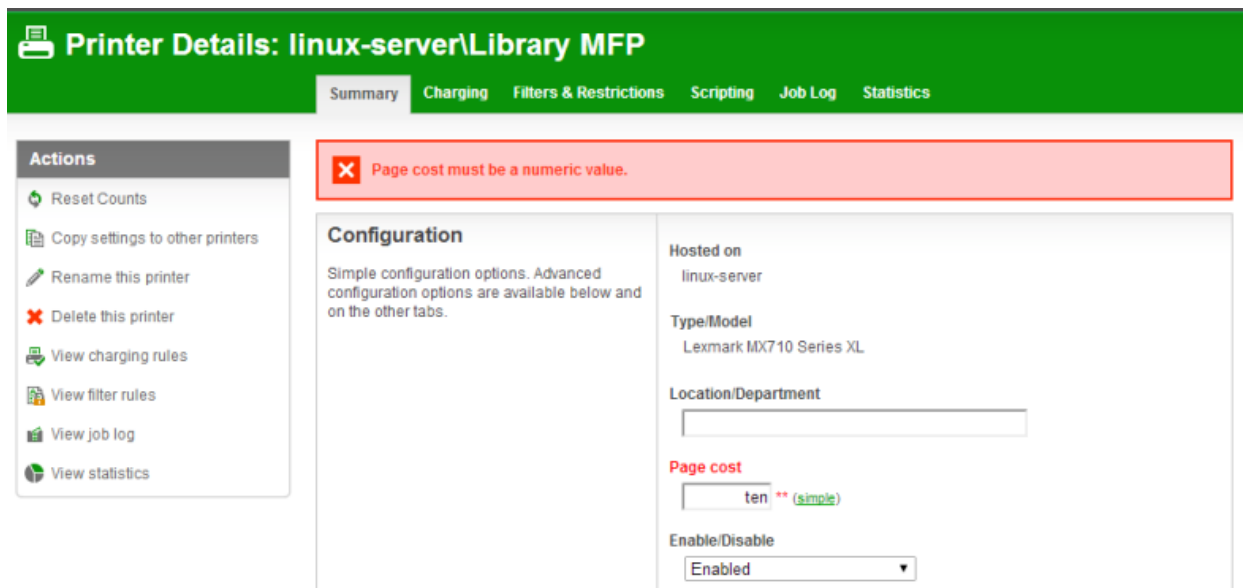 Printer Details: linux-server\Library MFP
Summary Charging Filters & Restrictions Scripting Job Log Statistics
Actions
Reset Counts
Copy settings to other printers
Rename this printer
Delete this printer
View charging rules
View filter rules
View job log
View statistics
Page cost must be a numeric value.
Configuration
Simple configuration options. Advanced
configuration options are available below and
on the other tabs.
Hosted on
linux-server
Type/Model
Lexmark MX710 Series XL
Location/Department
Page cost
ten ** (simple)
Enable/Disable
Enabled